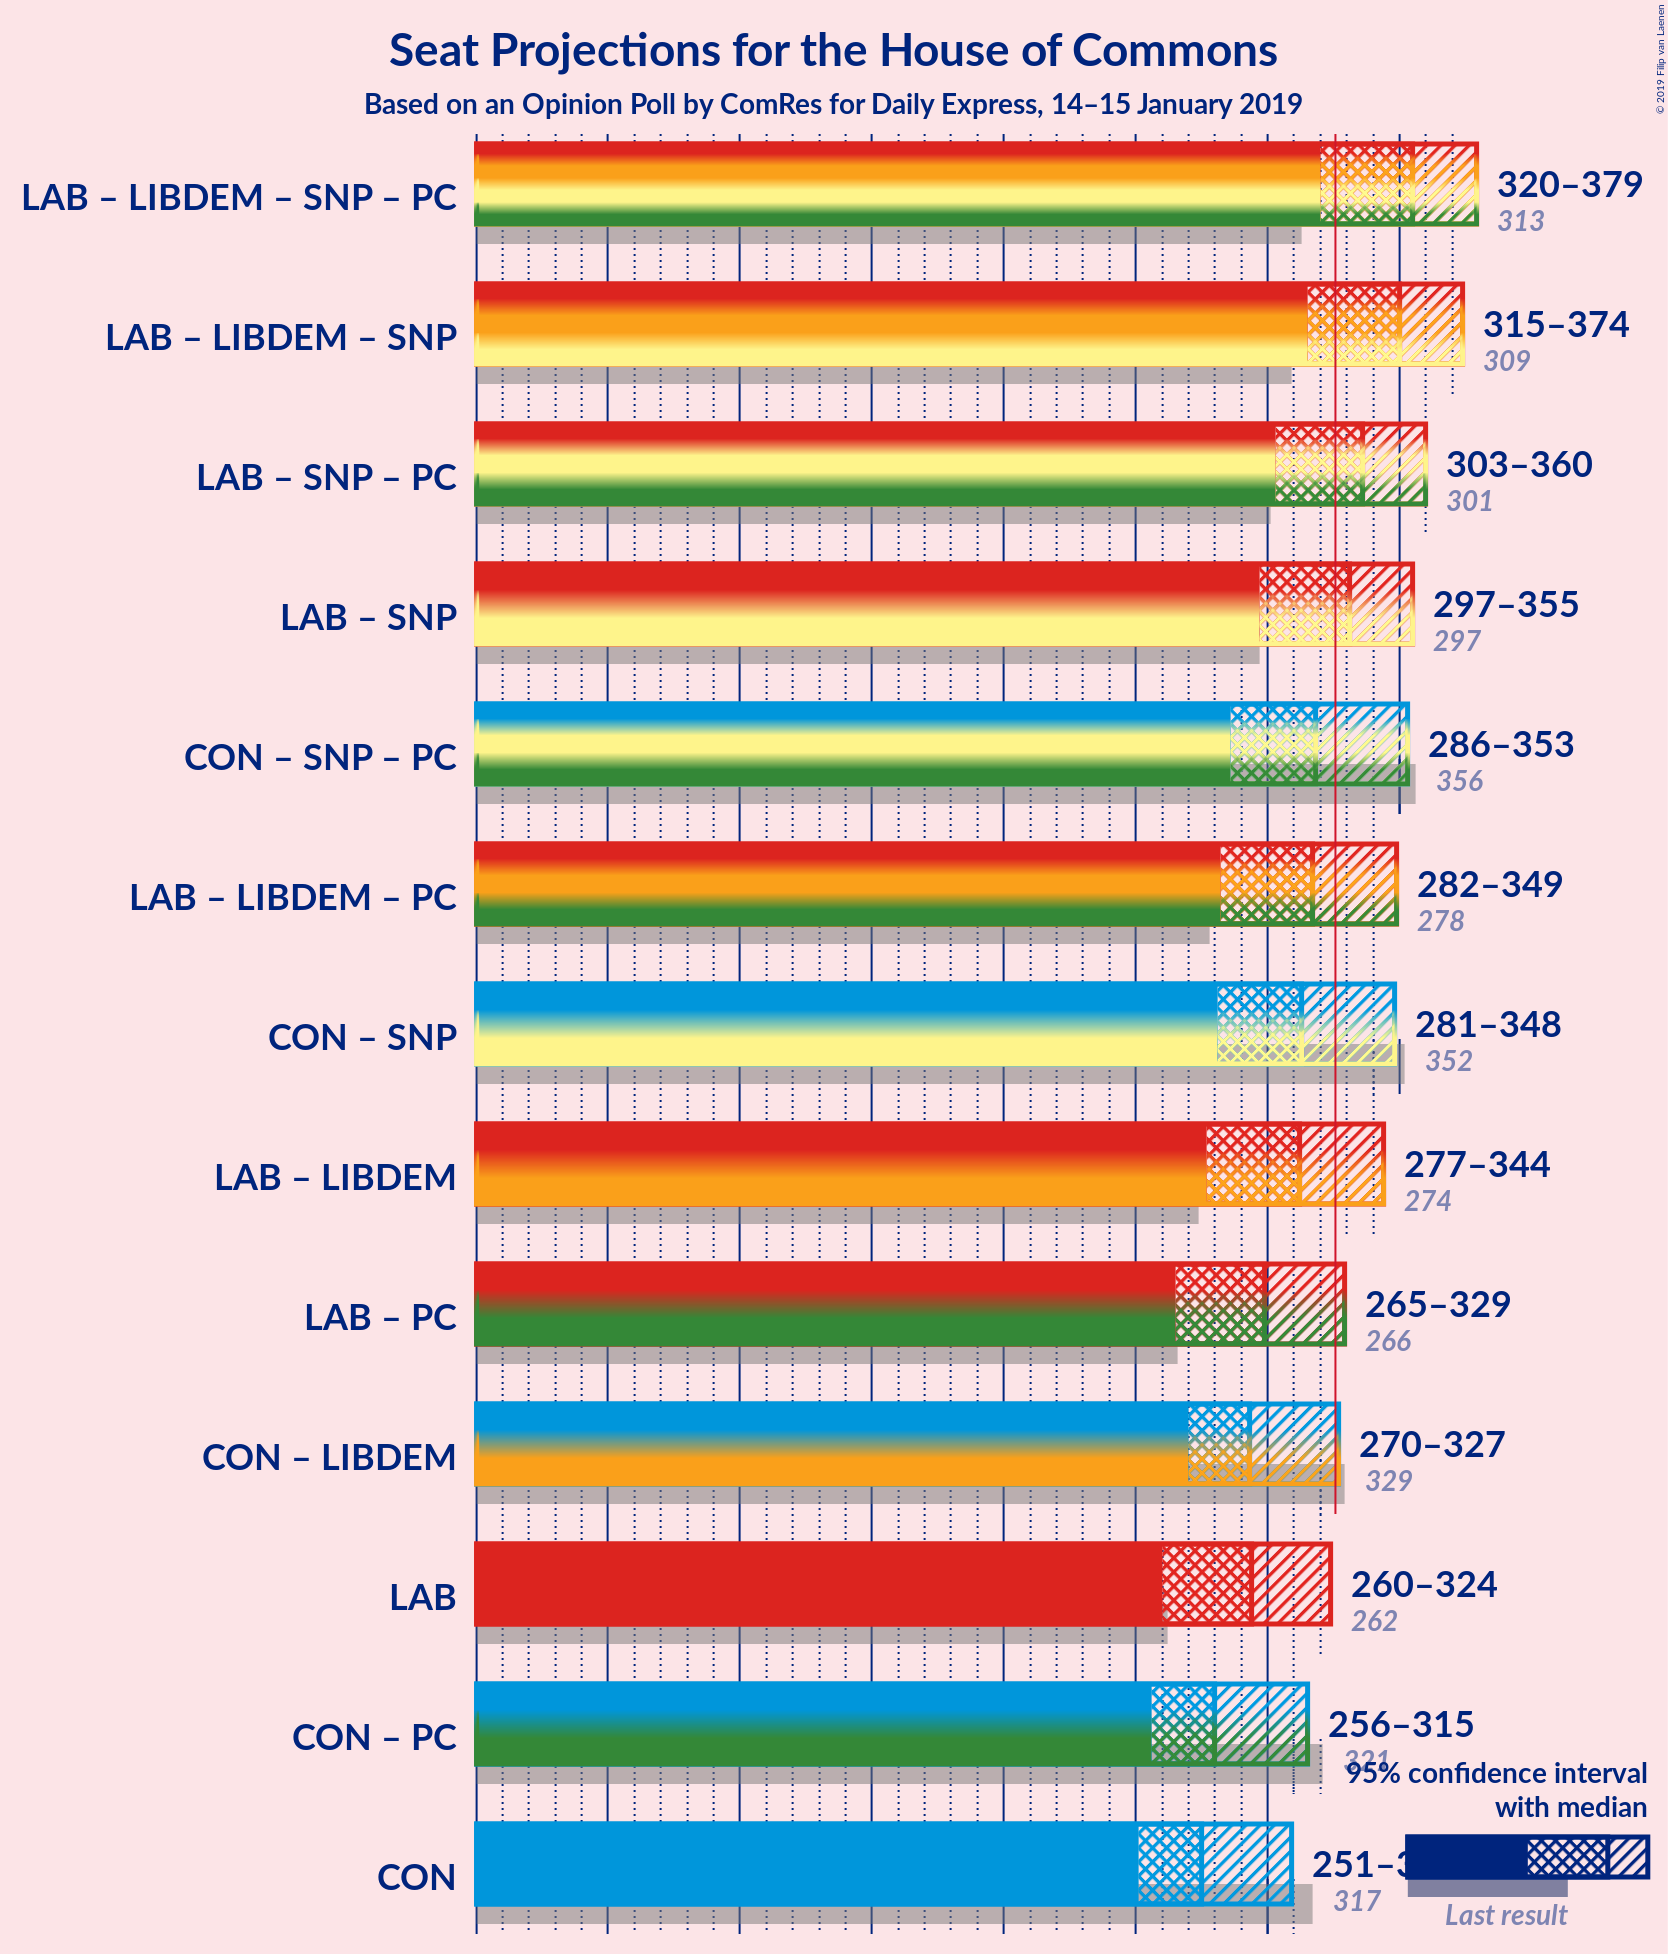 © 2019 Filip van Laenen
Seat Projections for the House of Commons
Based on an Opinion Poll by ComRes for Daily Express, 14–15 January 2019
LAB – LIBDEM – SNP – PC
320–379
313
LAB – LIBDEM – SNP
315–374
309
LAB – SNP – PC
303–360
301
LAB – SNP
297–355
297
CON – SNP – PC
286–353
356
LAB – LIBDEM – PC
282–349
278
CON – SNP
281–348
352
LAB – LIBDEM
277–344
274
LAB – PC
265–329
266
CON – LIBDEM
270–327
329
LAB
260–324
262
CON – PC
256–315
321
95% confidence interval
with median
CON
251–3
317
Last result